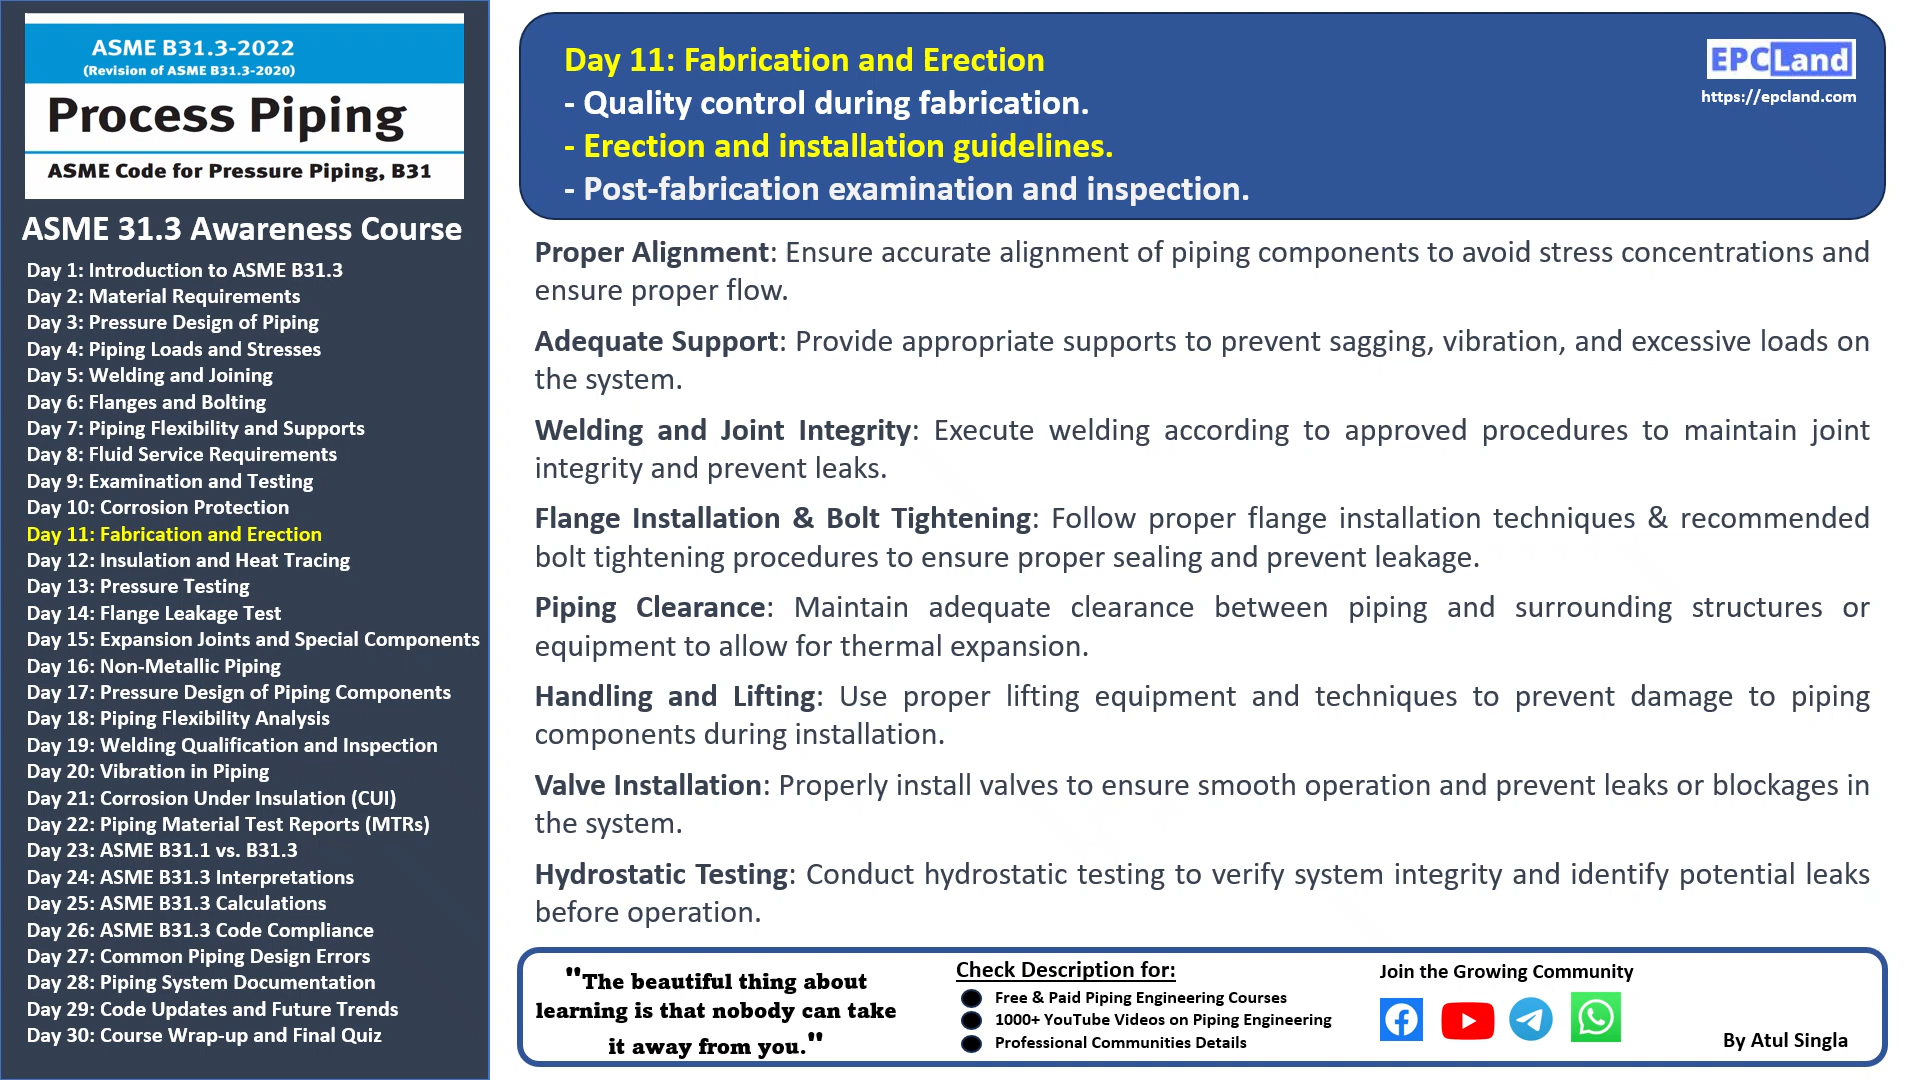 ASME B31.3-2022
(Revision of ASME B31.3-2020)
Process Piping
ASME Code for Pressure Piping, B31
ASME 31.3 Awareness Course
Day 1: Introduction to ASME B31.3
Day 2: Material Requirements
Day 3: Pressure Design of Piping
Day 4: Piping Loads and Stresses
Day 5: Welding and Joining
Day 6: Flanges and Bolting
Day 7: Piping Flexibility and Supports
Day 8: Fluid Service Requirements
Day 9: Examination and Testing
Day 10: Corrosion Protection
Day 11: Fabrication and Erection
Day 12: Insulation and Heat Tracing
Day 13: Pressure Testing
Day 14: Flange Leakage Test
Day 15: Expansion Joints and Special Components
Day 16: Non-Metallic Piping
Day 17: Pressure Design of Piping Components
Day 18: Piping Flexibility Analysis
Day 19: Welding Qualification and Inspection
Day 20: Vibration in Piping
Day 21: Corrosion Under Insulation (CUI)
Day 22: Piping Material Test Reports (MTRs)
Day 23: ASME B31.1 vs. B31.3
Day 24: ASME B31.3 Interpretations
Day 25: ASME B31.3 Calculations
Day 26: ASME B31.3 Code Compliance
Day 27: Common Piping Design Errors
Day 28: Piping System Documentation
Day 29: Code Updates and Future Trends
Day 30: Course Wrap-up and Final Quiz
Day 11: Fabrication and Erection
- Quality control during fabrication.
- Erection and installation guidelines.
- Post-fabrication examination and inspection.
EPCLand
https://epcland.com
Proper Alignment: Ensure accurate alignment of piping components to avoid stress concentrations and
ensure proper flow.
Adequate Support: Provide appropriate supports to prevent sagging, vibration, and excessive loads on
the system.
Welding and Joint Integrity: Execute welding according to approved procedures to maintain joint
integrity and prevent leaks.
Flange Installation & Bolt Tightening: Follow proper flange installation techniques & recommended
bolt tightening procedures to ensure proper sealing and prevent leakage.
Piping Clearance: Maintain adequate clearance between piping and surrounding structures or
equipment to allow for thermal expansion.
Handling and Lifting: Use proper lifting equipment and techniques to prevent damage to piping
components during installation.
Valve Installation: Properly install valves to ensure smooth operation and prevent leaks or blockages in
the system.
Hydrostatic Testing: Conduct hydrostatic testing to verify system integrity and identify potential leaks
before operation.
"The beautiful thing about
learning is that nobody can take
it away from you."
Check Description for:
Free & Paid Piping Engineering Courses
1000+ YouTube Videos on Piping Engineering
Professional Communities Details
Join the Growing Community
By Atul Singla